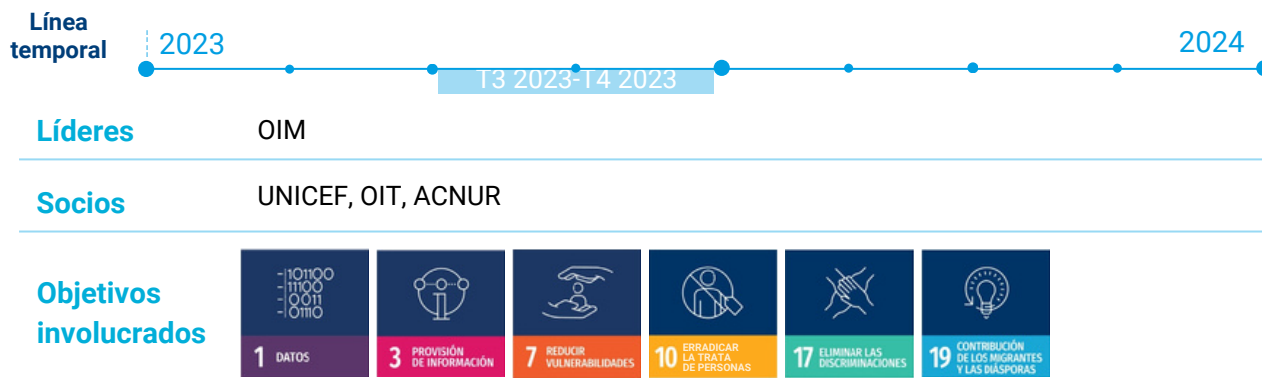 Línea
temporal
2023
2024
T3 2023-T4 2023
Líderes
OIM
Socios
UNICEF, OIT, ACNUR
Objetivos
involucrados
-|101100
-|11100
-|0011
-|01110
1 DATOS
3 PROVISIÓN
DE INFORMACIÓN
7 REDUCIR
VULNERABILIDADES
10 ERRADICAR
LA TRATA
DE PERSONAS
17 ELIMINAR LAS
DISCRIMINACIONES
19 CONTRIBUCIÓN
DE LOS MIGRANTES
Y LAS DIÁSPORAS